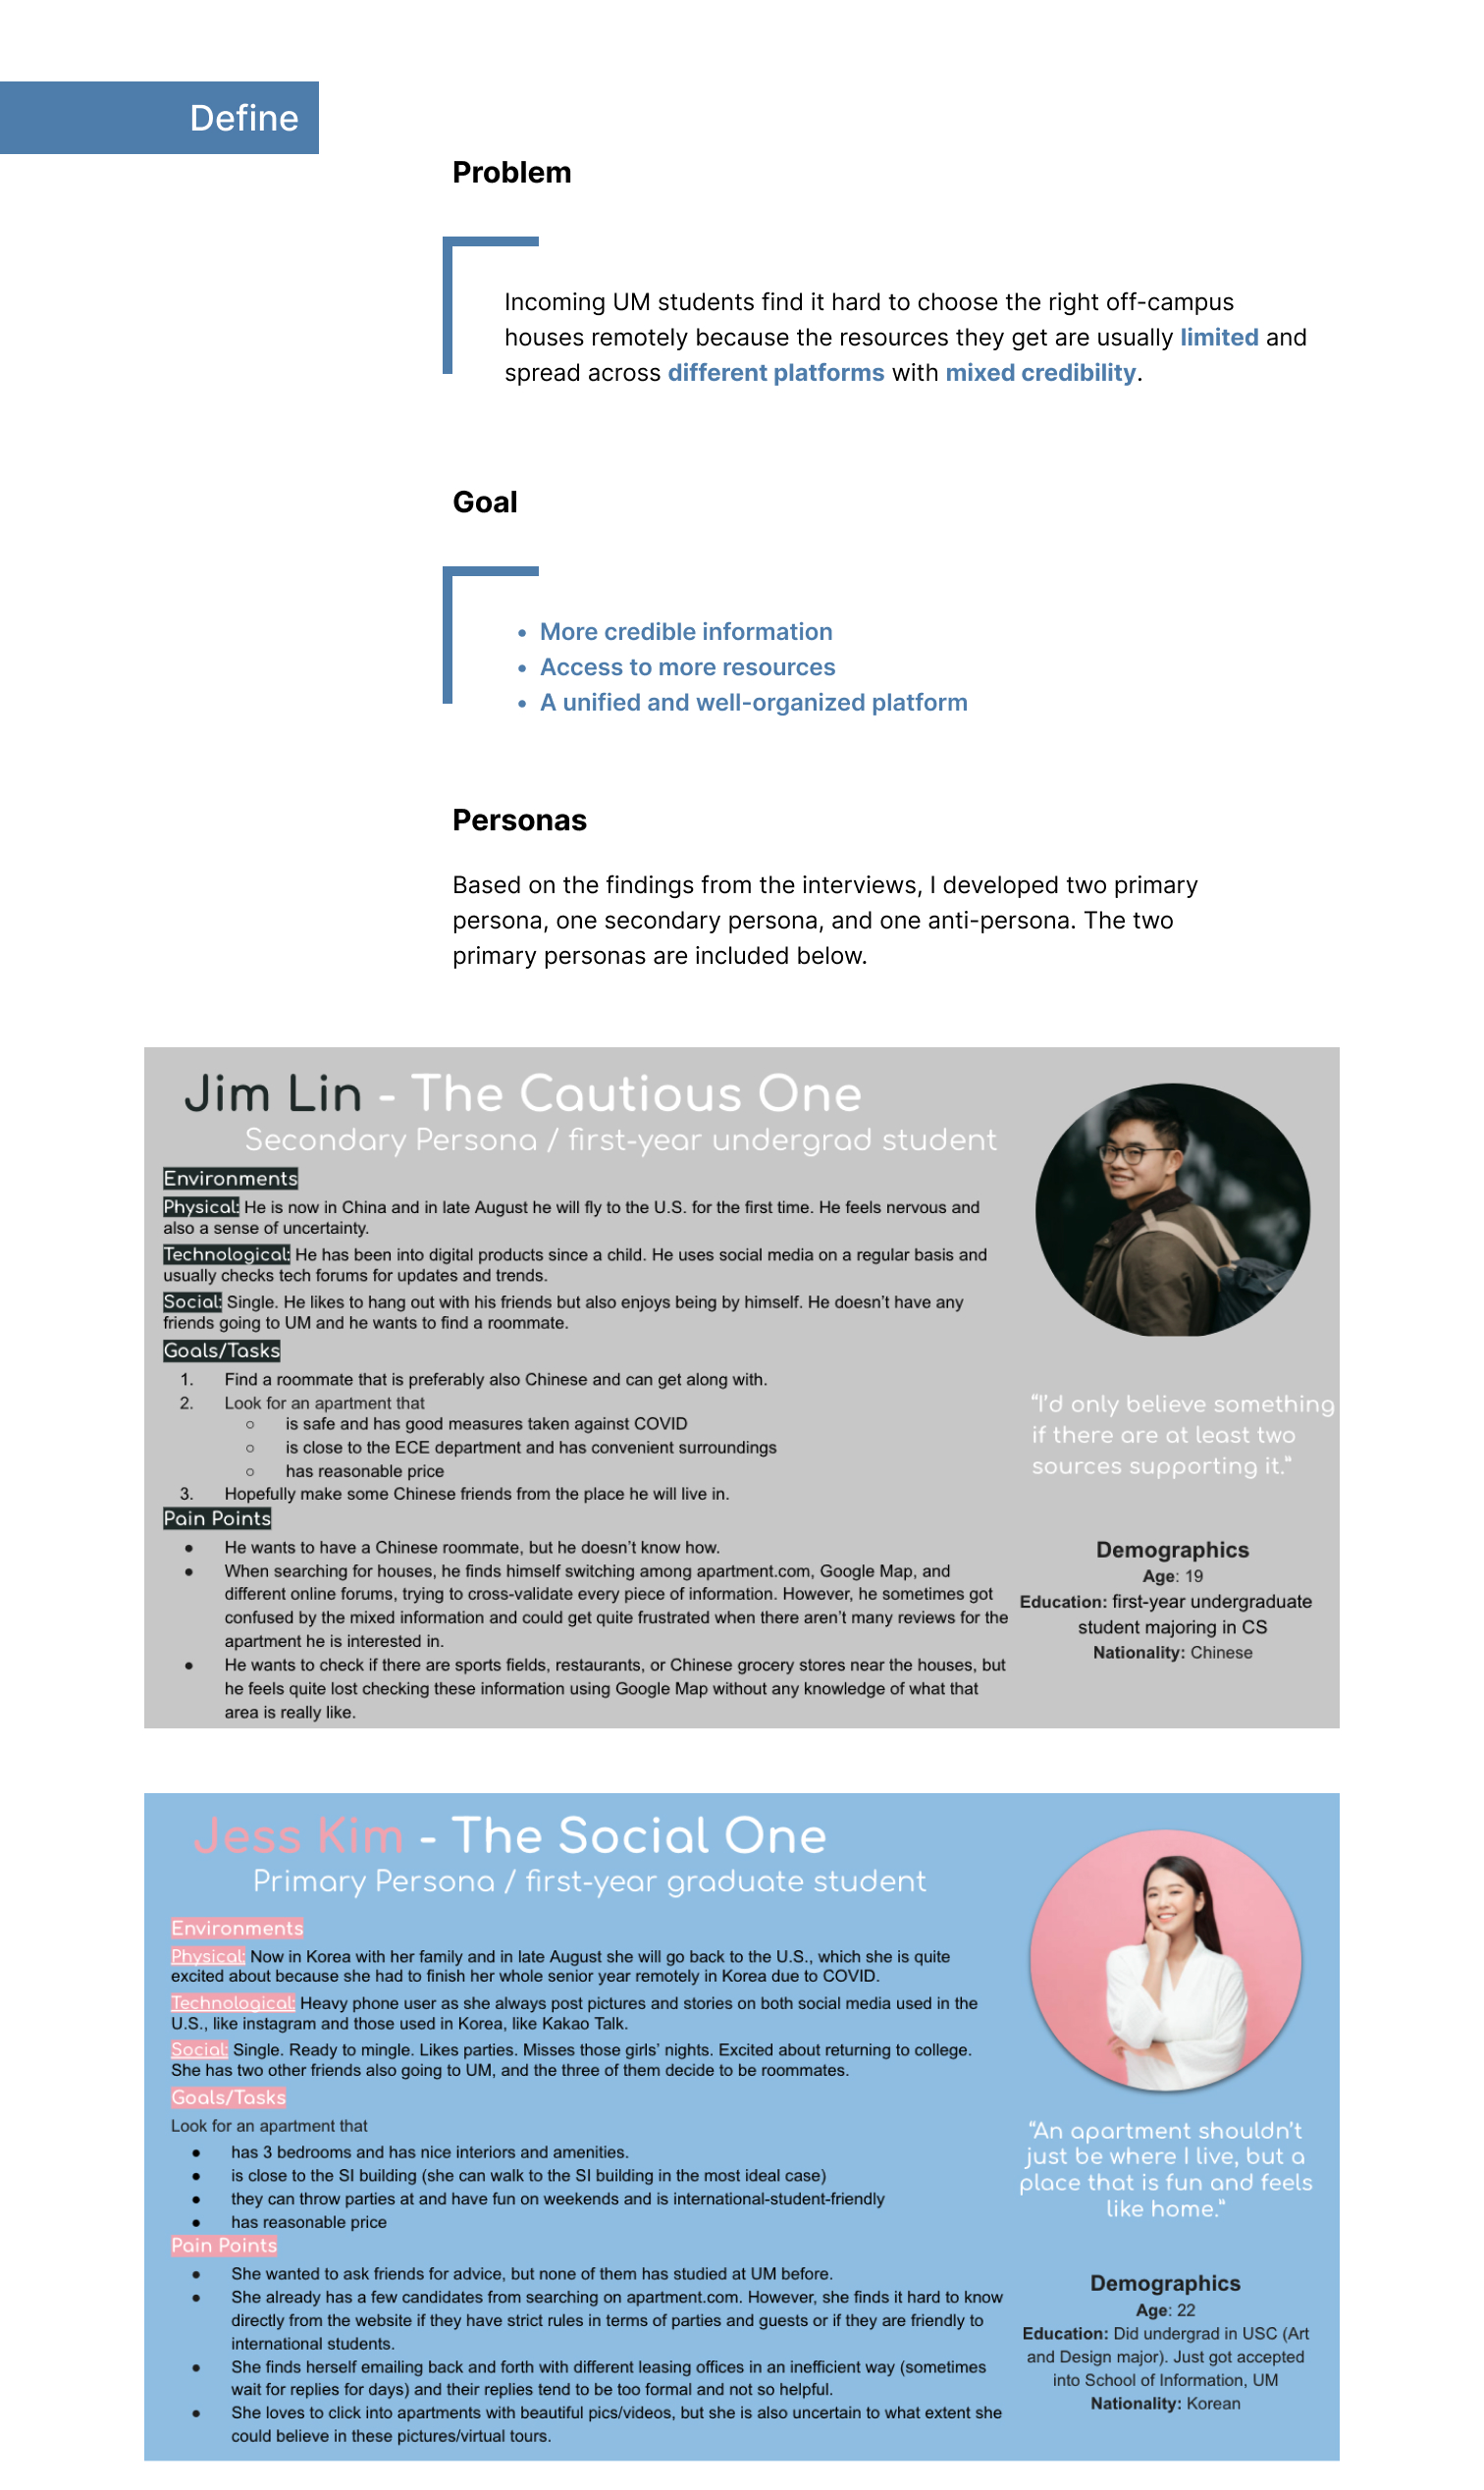 Define
Problem
Incoming UM students find it hard to choose the right off-campus
houses remotely because the resources they get are usually limited and
spread across different platforms with mixed credibility.
Goal
• More credible information
• Access to more resources
• A unified and well-organized platform
Personas
Based on the findings from the interviews, I developed two primary
persona, one secondary persona, and one anti-persona. The two
primary personas are included below.
Jim Lin - The Cautious One
Secondary Persona / first-year undergrad student
Environments
Physical: He is now in China and in late August he will fly to the U.S. for the first time. He feels nervous and
also a sense of uncertainty.
Technological: He has been into digital products since a child. He uses social media on a regular basis and
usually checks tech forums for updates and trends.
Social: Single. He likes to hang out with his friends but also enjoys being by himself. He doesn't have any
friends going to UM and he wants to find a roommate.
Goals/Tasks
1. Find a roommate that is preferably also Chinese and can get along with.
2. Look for an apartment that
○ is safe and has good measures taken against COVID
○ is close to the ECE department and has convenient surroundings
○ has reasonable price
3. Hopefully make some Chinese friends from the place he will live in.
Pain Points
● He wants to have a Chinese roommate, but he doesn't know how.
● When searching for houses, he finds himself switching among apartment.com, Google Map, and
different online forums, trying to cross-validate every piece of information. However, he sometimes got
confused by the mixed information and could get quite frustrated when there aren't many reviews for the
apartment he is interested in.
● He wants to check if there are sports fields, restaurants, or Chinese grocery stores near the houses, but
he feels quite lost checking these information using Google Map without any knowledge of what that
area is really like.
“I'd only believe something
if there are at least two
sources supporting it.”
Demographics
Age: 19
Education: first-year undergraduate
student majoring in CS
Nationality: Chinese
Jess Kim - The Social One
Primary Persona / first-year graduate student
Environments
Physical: Now in Korea with her family and in late August she will go back to the U.S., which she is quite
excited about because she had to finish her whole senior year remotely in Korea due to COVID.
Technological: Heavy phone user as she always post pictures and stories on both social media used in the
U.S., like instagram and those used in Korea, like Kakao Talk.
Social: Single. Ready to mingle. Likes parties. Misses those girls' nights. Excited about returning to college.
She has two other friends also going to UM, and the three of them decide to be roommates.
Goals/Tasks
Look for an apartment that
● has 3 bedrooms and has nice interiors and amenities.
● is close to the SI building (she can walk to the SI building in the most ideal case)
● they can throw parties at and have fun on weekends and is international-student-friendly
● has reasonable price
Pain Points
● She wanted to ask friends for advice, but none of them has studied at UM before.
● She already has a few candidates from searching on apartment.com. However, she finds it hard to know
directly from the website if they have strict rules in terms of parties and guests or if they are friendly to
international students.
● She finds herself emailing back and forth with different leasing offices in an inefficient way (sometimes
wait for replies for days) and their replies tend to be too formal and not so helpful.
● She loves to click into apartments with beautiful pics/videos, but she is also uncertain to what extent she
could believe in these pictures/virtual tours.
“An apartment shouldn't
just be where I live, but a
place that is fun and feels
like home.”
Demographics
Age: 22
Education: Did undergrad in USC (Art
and Design major). Just got accepted
into School of Information, UM
Nationality: Korean